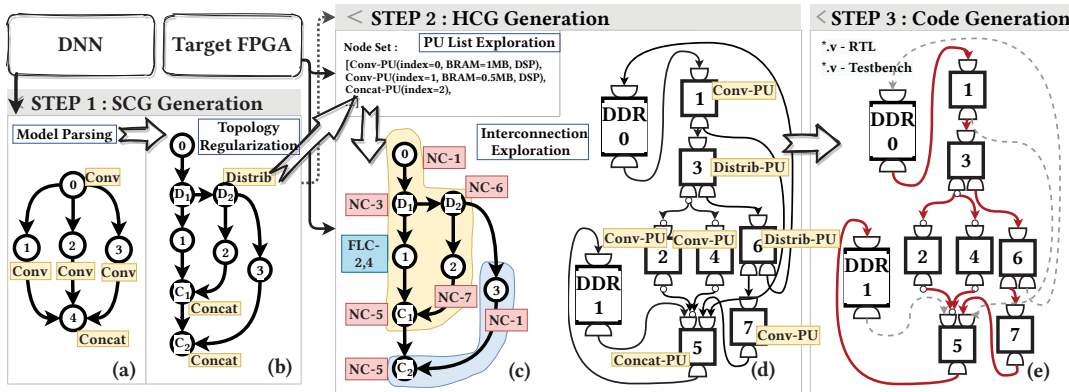 DNN
Target FPGA
STEP 1 : SCG Generation
Model Parsing
Topology
Regularization
0
Conv
1
2
3
Conv
Conv
Conv
4
Concat
(a)
0
D1
D2
Distrib
1
2
3
C1
Concat
C2
Concat
(b)
< STEP 2 : HCG Generation
PU List Exploration
Node Set :
[Conv-PU(index=0, BRAM=1MB, DSP),
Conv-PU(index=1, BRAM=0.5MB, DSP),
Concat-PU(index=2),
...]
Interconnection
Exploration
0
NC-1
NC-6
NC-3
D1
D2
FLC-
2,4
1
2
3
NC-7
NC-1
NC-5
C1
NC-5
C2
(c)
DDR
0
1
Conv-PU
3
Distrib-PU
Conv-PU
Conv-PU
2
4
6
Distrib-PU
DDR
1
5
7
Conv-PU
Concat-PU
(d)
< STEP 3 : Code Generation
*.v - RTL
*.v - Testbench
DDR
0
1
3
2
4
6
DDR
1
5
7
(e)